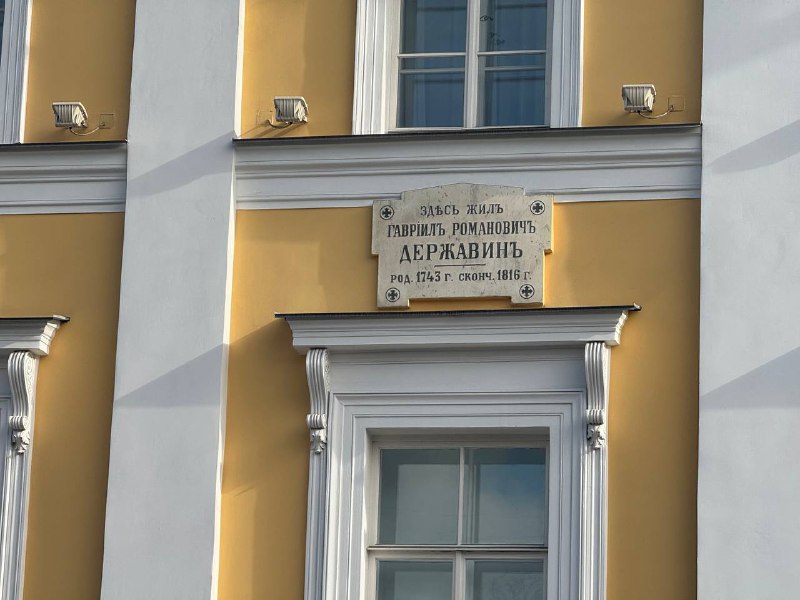 ЗДѢСЬ ЖИЛЪ
ГАВРІИЛЪ РОМАНОВИЧЪ
ДЕРЖАВИНЪ
РОД. 1743 Г. СКОНЧ. 1816 Г.